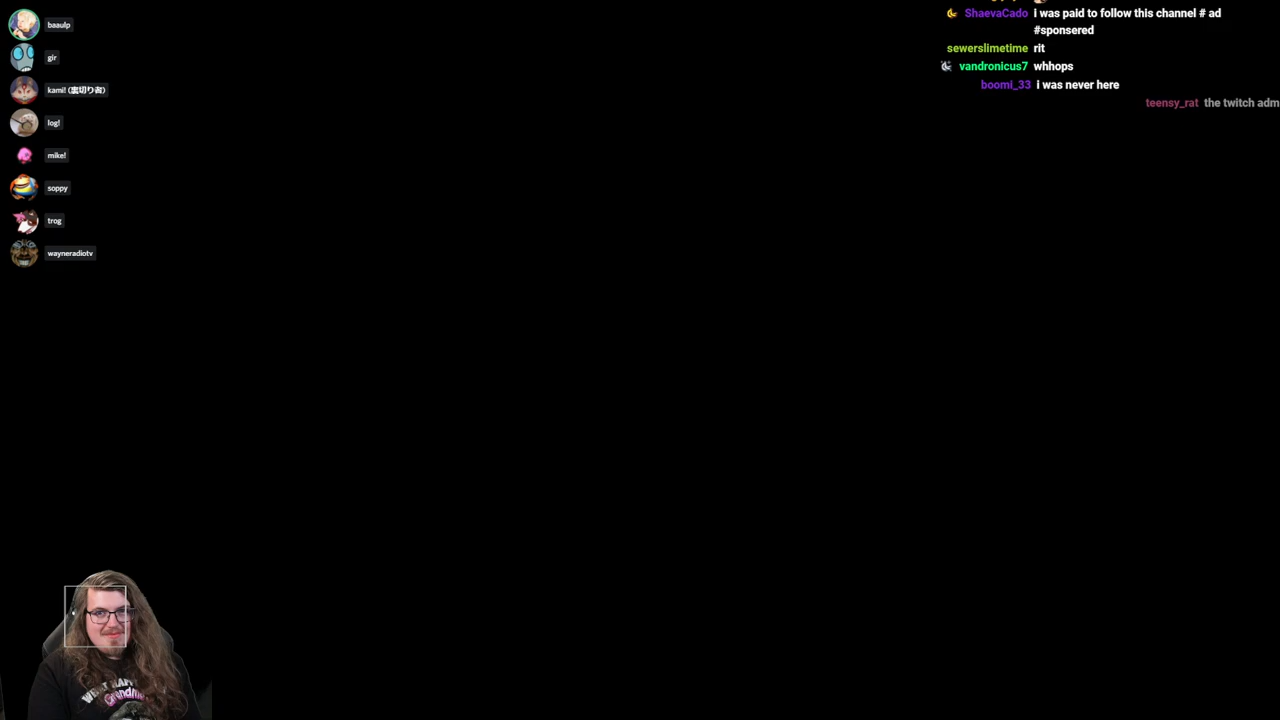 baaulp
gir
kami! (裏切り者)
log!
mike!
soppy
trog
wayneradiotv
ShaevaCado i was paid to follow this channel # ad
#sponsered
sewerslimetime rit
vandronicus7 whhops
boomi_33 i was never here
teensy_rat the twitch adm
Grandma